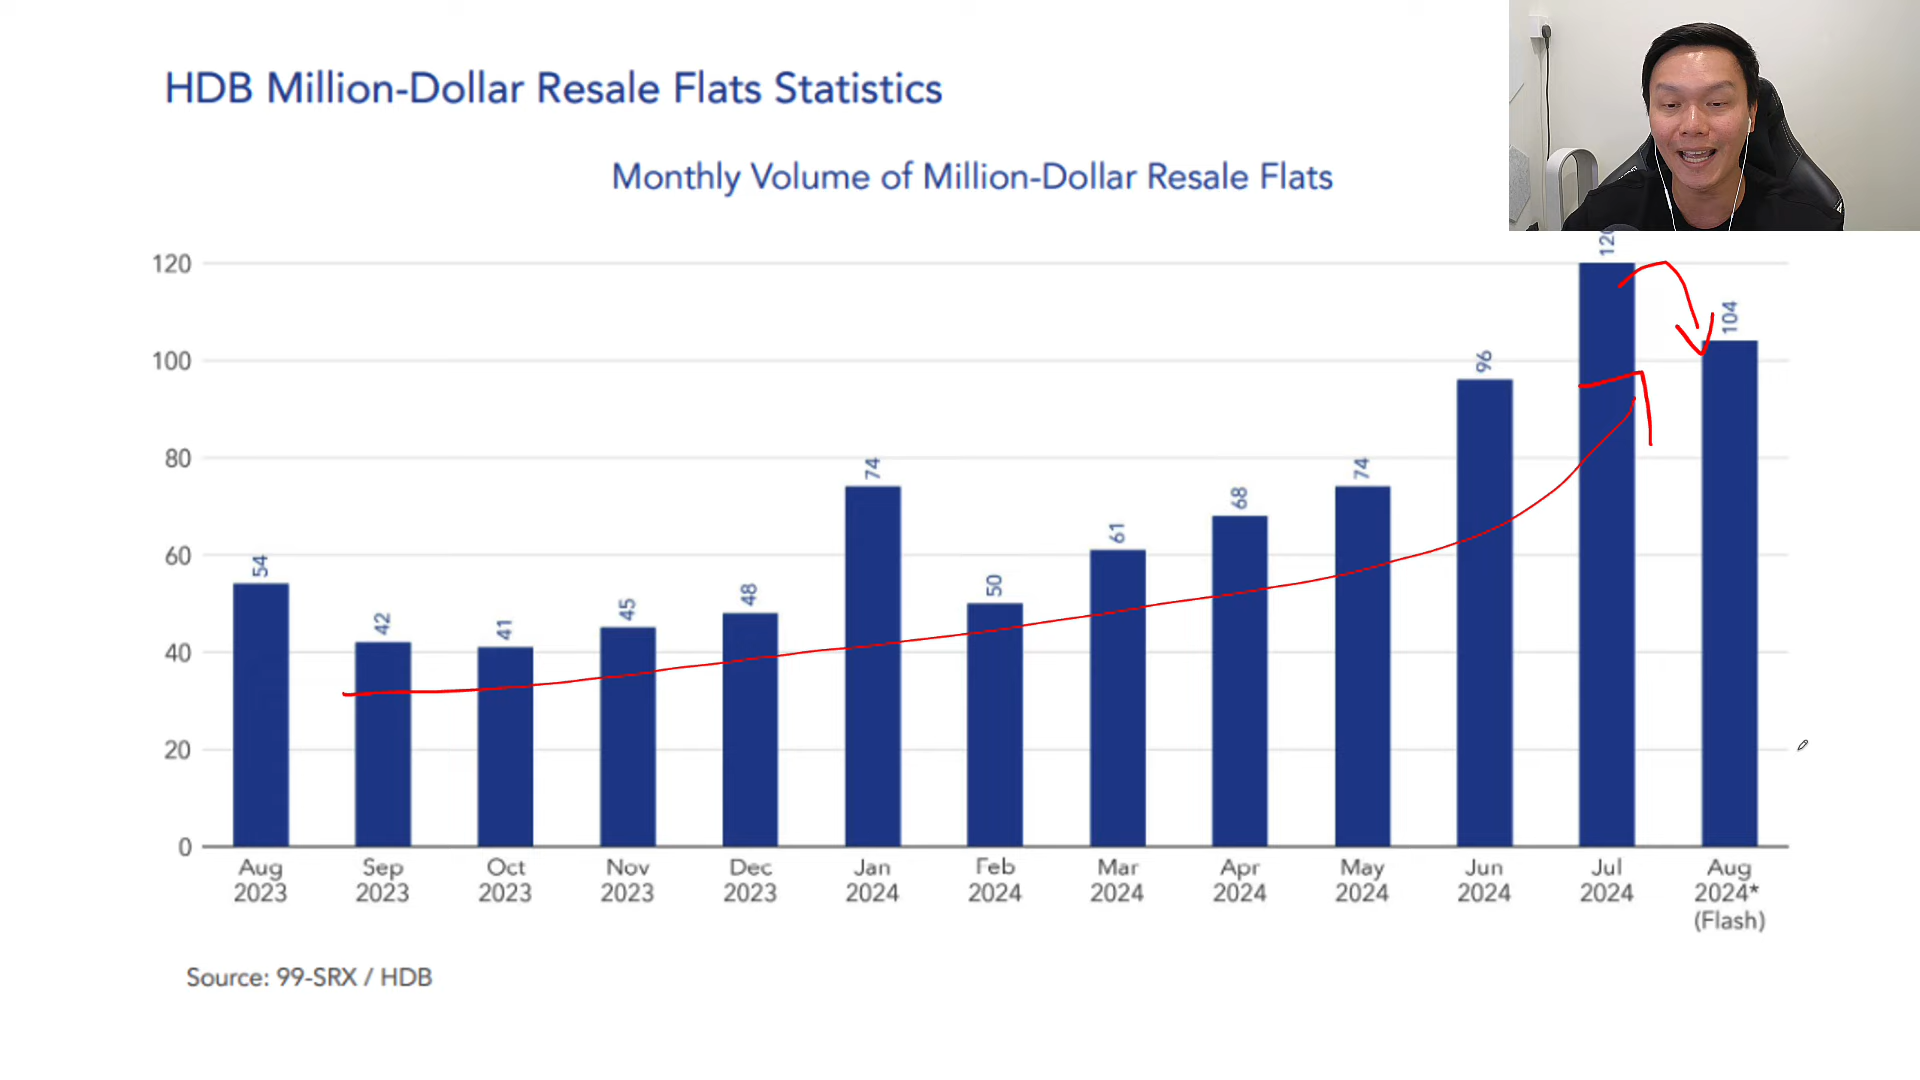 HDB Million-Dollar Resale Flats Statistics
Monthly Volume of Million-Dollar Resale Flats
120
100
80
60
40
20
0
54
42
41
45
48
74
50
61
68
74
96
120
104
Aug 2023
Sep 2023
Oct 2023
Nov 2023
Dec 2023
Jan 2024
Feb 2024
Mar 2024
Apr 2024
May 2024
Jun 2024
Jul 2024
Aug 2024* (Flash)
Source: 99-SRX / HDB